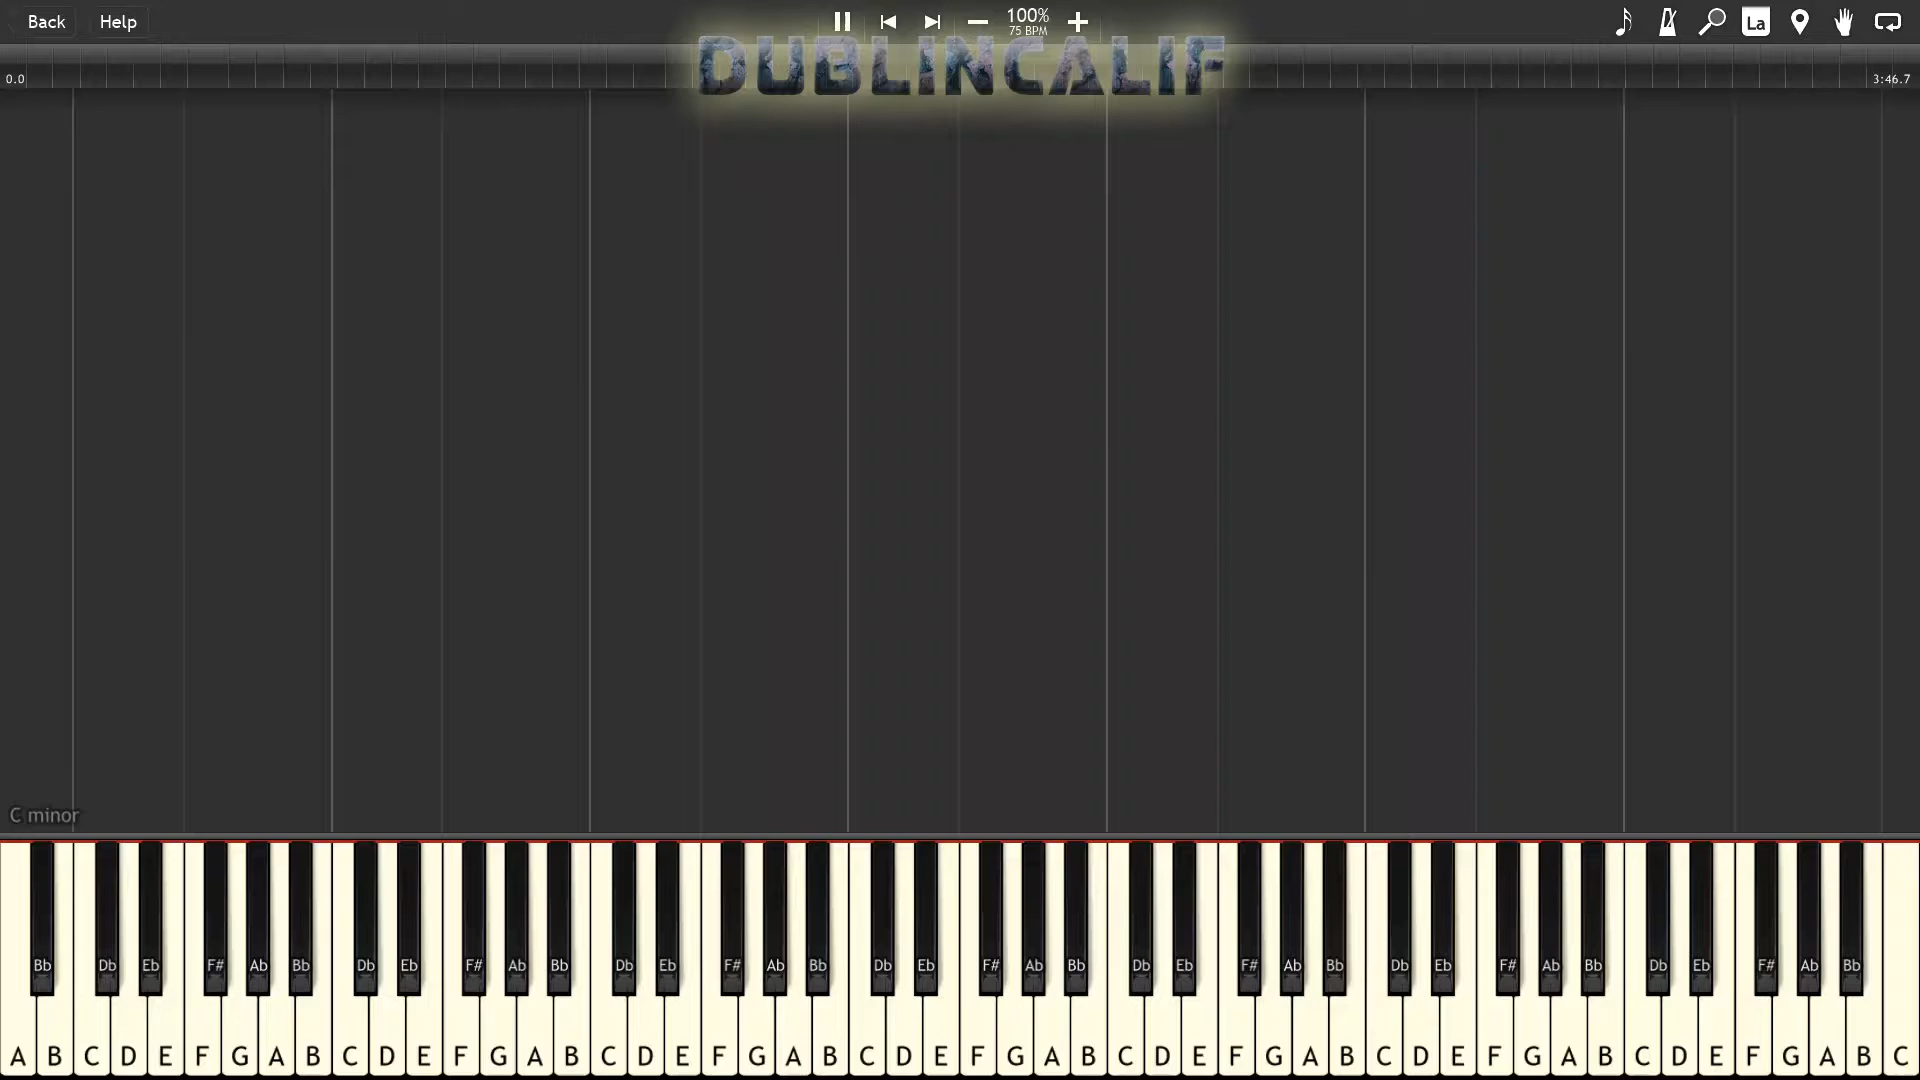 Back Help 100%
75 BPM La
DUBLINCALIF
0.0 3:46.7
C minor
Bb Db Eb F# Ab Bb Db Eb F# Ab Bb Db Eb F# Ab Bb Db Eb F# Ab Bb Db Eb F# Ab Bb Db Eb F# Ab Bb Db Eb F# Ab Bb
A B C D E F G A B C D E F G A B C D E F G A B C D E F G A B C D E F G A B C D E F G A B C D E F G A B C